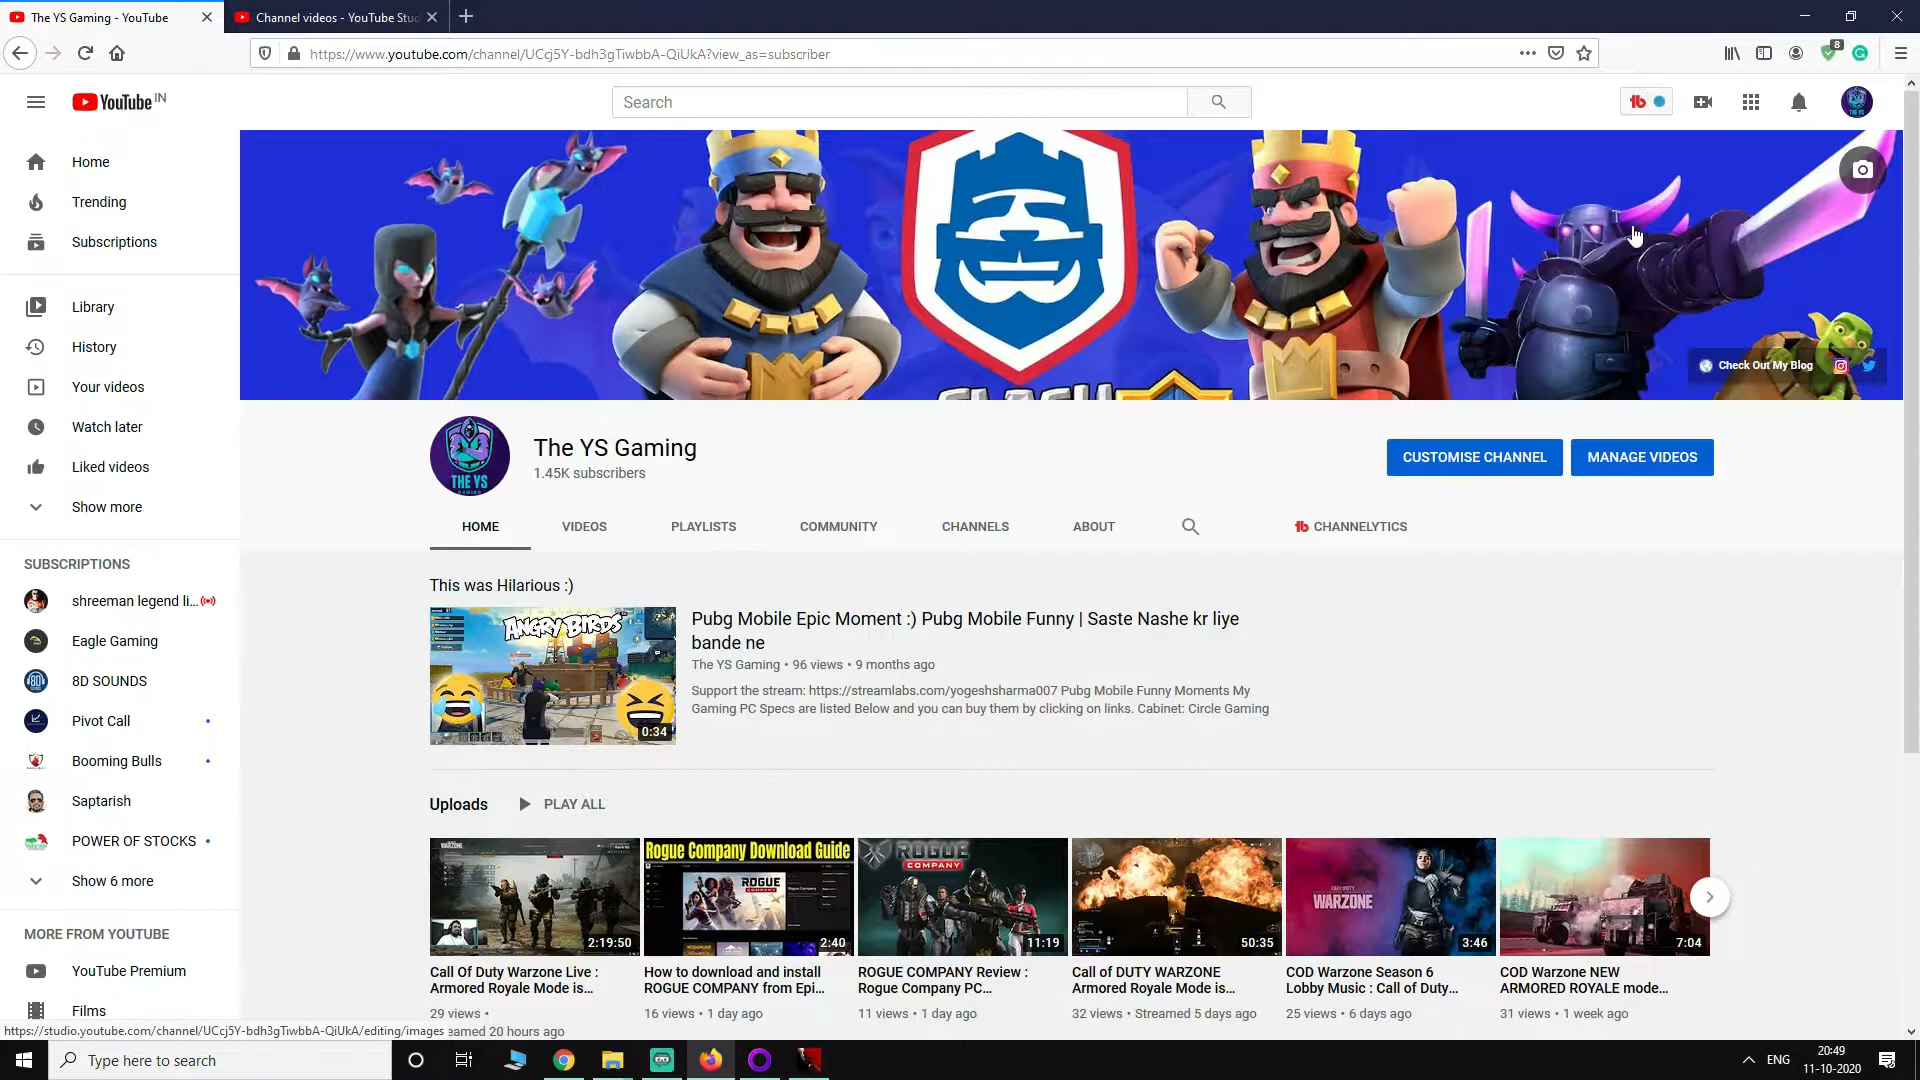 The YS Gaming - YouTube
Channel videos - YouTube Stud
https://www.youtube.com/channel/UCcj5Y-bdh3gTiwbbA-QiUkA?view_as=subscriber
8
YouTube IN
Search
Home
Trending
Subscriptions
Library
History
Your videos
Watch later
Liked videos
Show more
SUBSCRIPTIONS
shreeman legend li...
Eagle Gaming
8D SOUNDS
Pivot Call
Booming Bulls
Saptarish
POWER OF STOCKS
Show 6 more
MORE FROM YOUTUBE
YouTube Premium
Films
CLASH
Check Out My Blog
THE YS
GAMING
The YS Gaming
1.45K subscribers
CUSTOMISE CHANNEL
MANAGE VIDEOS
HOME
VIDEOS
PLAYLISTS
COMMUNITY
CHANNELS
ABOUT
CHANNELYTICS
This was Hilarious :)
ANGRY BIRDS
0:34
Pubg Mobile Epic Moment :) Pubg Mobile Funny | Saste Nashe kr liye
bande ne
The YS Gaming • 96 views • 9 months ago
Support the stream: https://streamlabs.com/yogeshsharma007 Pubg Mobile Funny Moments My
Gaming PC Specs are listed Below and you can buy them by clicking on links. Cabinet: Circle Gaming
Uploads
PLAY ALL
WARZONE
2:19:50
Call Of Duty Warzone Live :
Armored Royale Mode is...
29 views •
eamed 20 hours ago
Rogue Company Download Guide
ROGUE
2:40
How to download and install
ROGUE COMPANY from Epi...
16 views • 1 day ago
ROGUE
COMPANY
11:19
ROGUE COMPANY Review :
Rogue Company PC...
11 views • 1 day ago
50:35
Call of DUTY WARZONE
Armored Royale Mode is...
32 views • Streamed 5 days ago
WARZONE
3:46
COD Warzone Season 6
Lobby Music : Call of Duty...
25 views • 6 days ago
7:04
COD Warzone NEW
ARMORED ROYALE mode...
31 views • 1 week ago
https://studio.youtube.com/channel/UCcj5Y-bdh3gTiwbbA-QiUkA/editing/images
Type here to search
ENG
20:49
11-10-2020